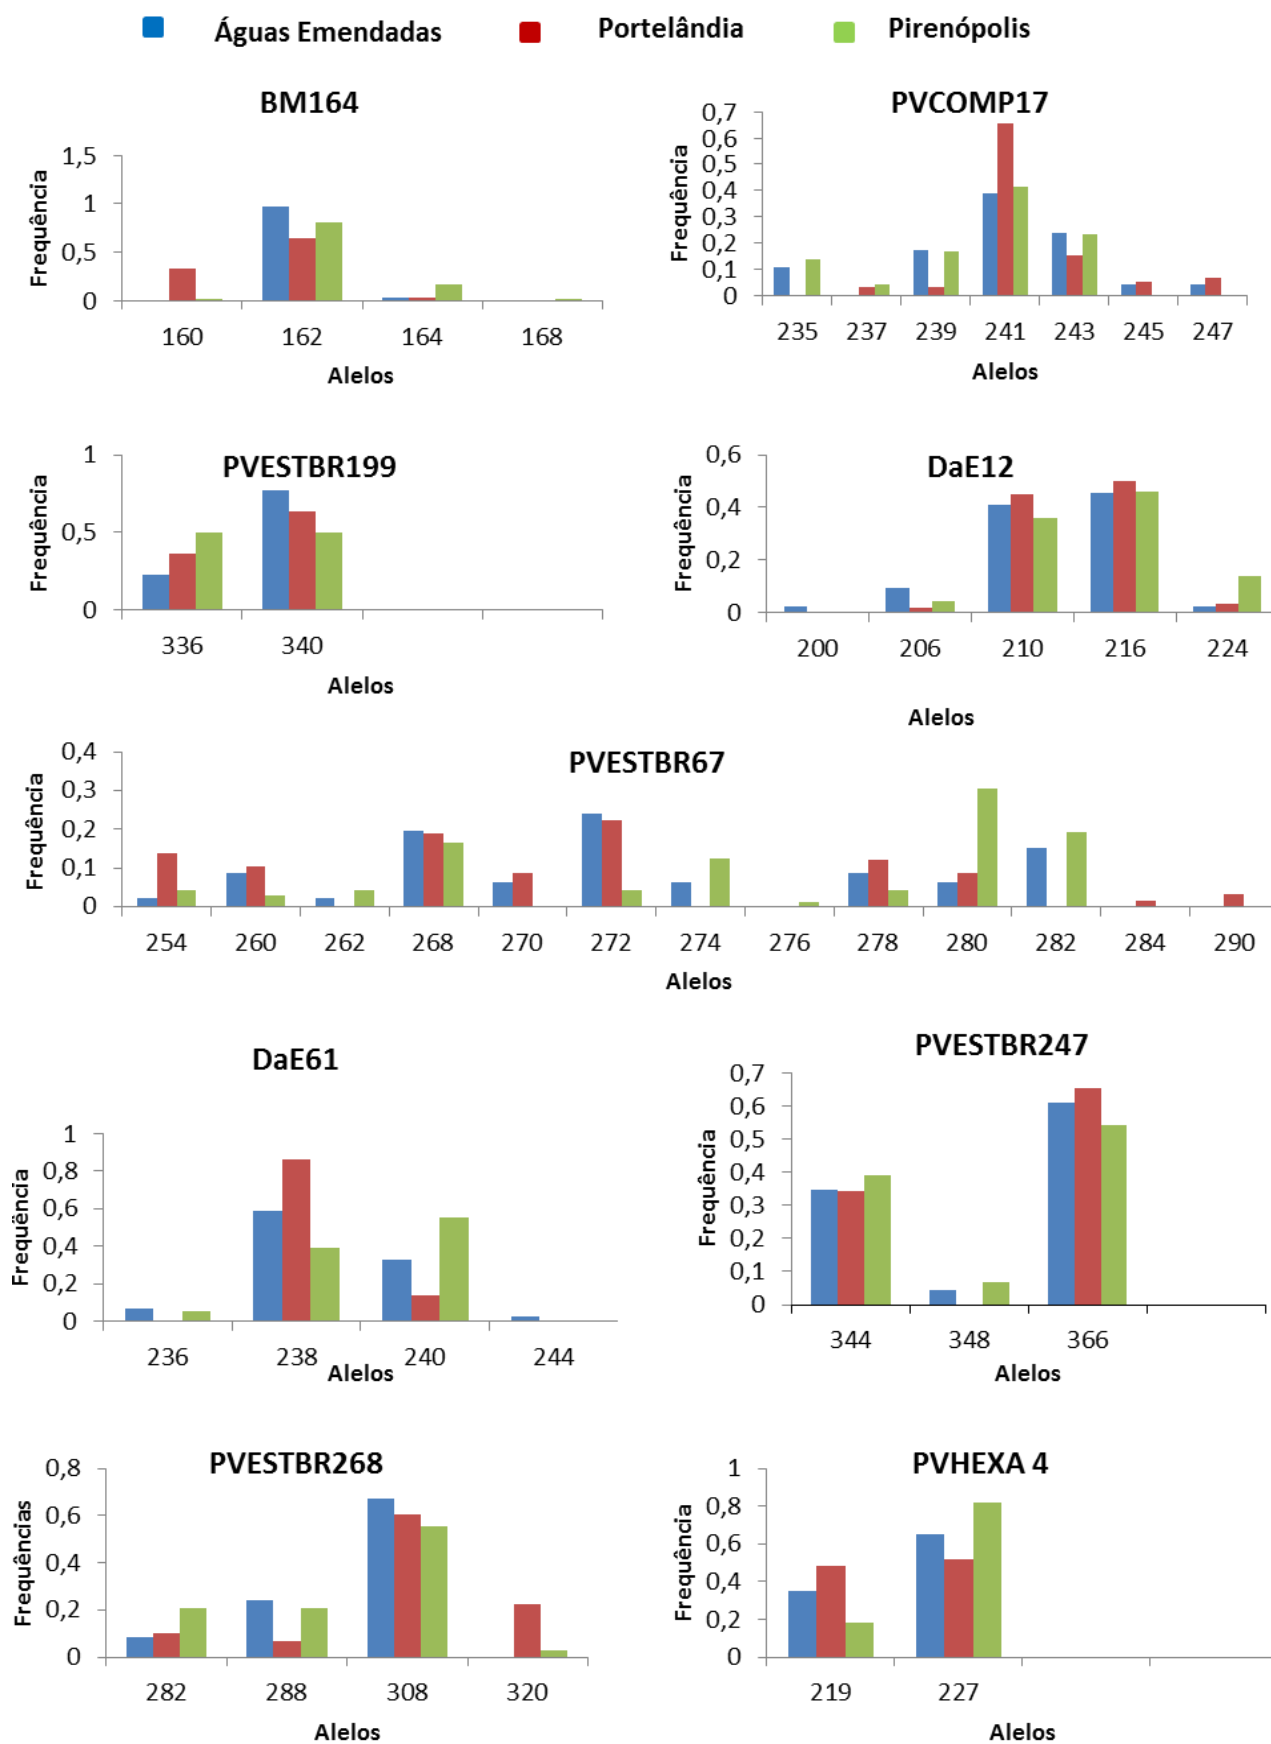 Águas Emendadas Portelândia Pirenópolis
BM164
Frequência
1,5
1
0,5
0
160 162 164 168
Alelos
PVCOMP17
Frequência
0,7
0,6
0,5
0,4
0,3
0,2
0,1
0
235 237 239 241 243 245 247
Alelos
PVESTBR199
Frequência
1
0,5
0
336 340
Alelos
DaE12
Frequência
0,6
0,4
0,2
0
200 206 210 216 224
Alelos
PVESTBR67
Frequência
0,4
0,3
0,2
0,1
0
254 260 262 268 270 272 274 276 278 280 282 284 290
Alelos
DaE61
Frequência
1
0,8
0,6
0,4
0,2
0
236 238 240 244
Alelos
PVESTBR247
Frequência
0,7
0,6
0,5
0,4
0,3
0,2
0,1
0
344 348 366
Alelos
PVESTBR268
Frequências
0,8
0,6
0,4
0,2
0
282 288 308 320
Alelos
PVHEXA 4
Frequência
1
0,8
0,6
0,4
0,2
0
219 227
Alelos